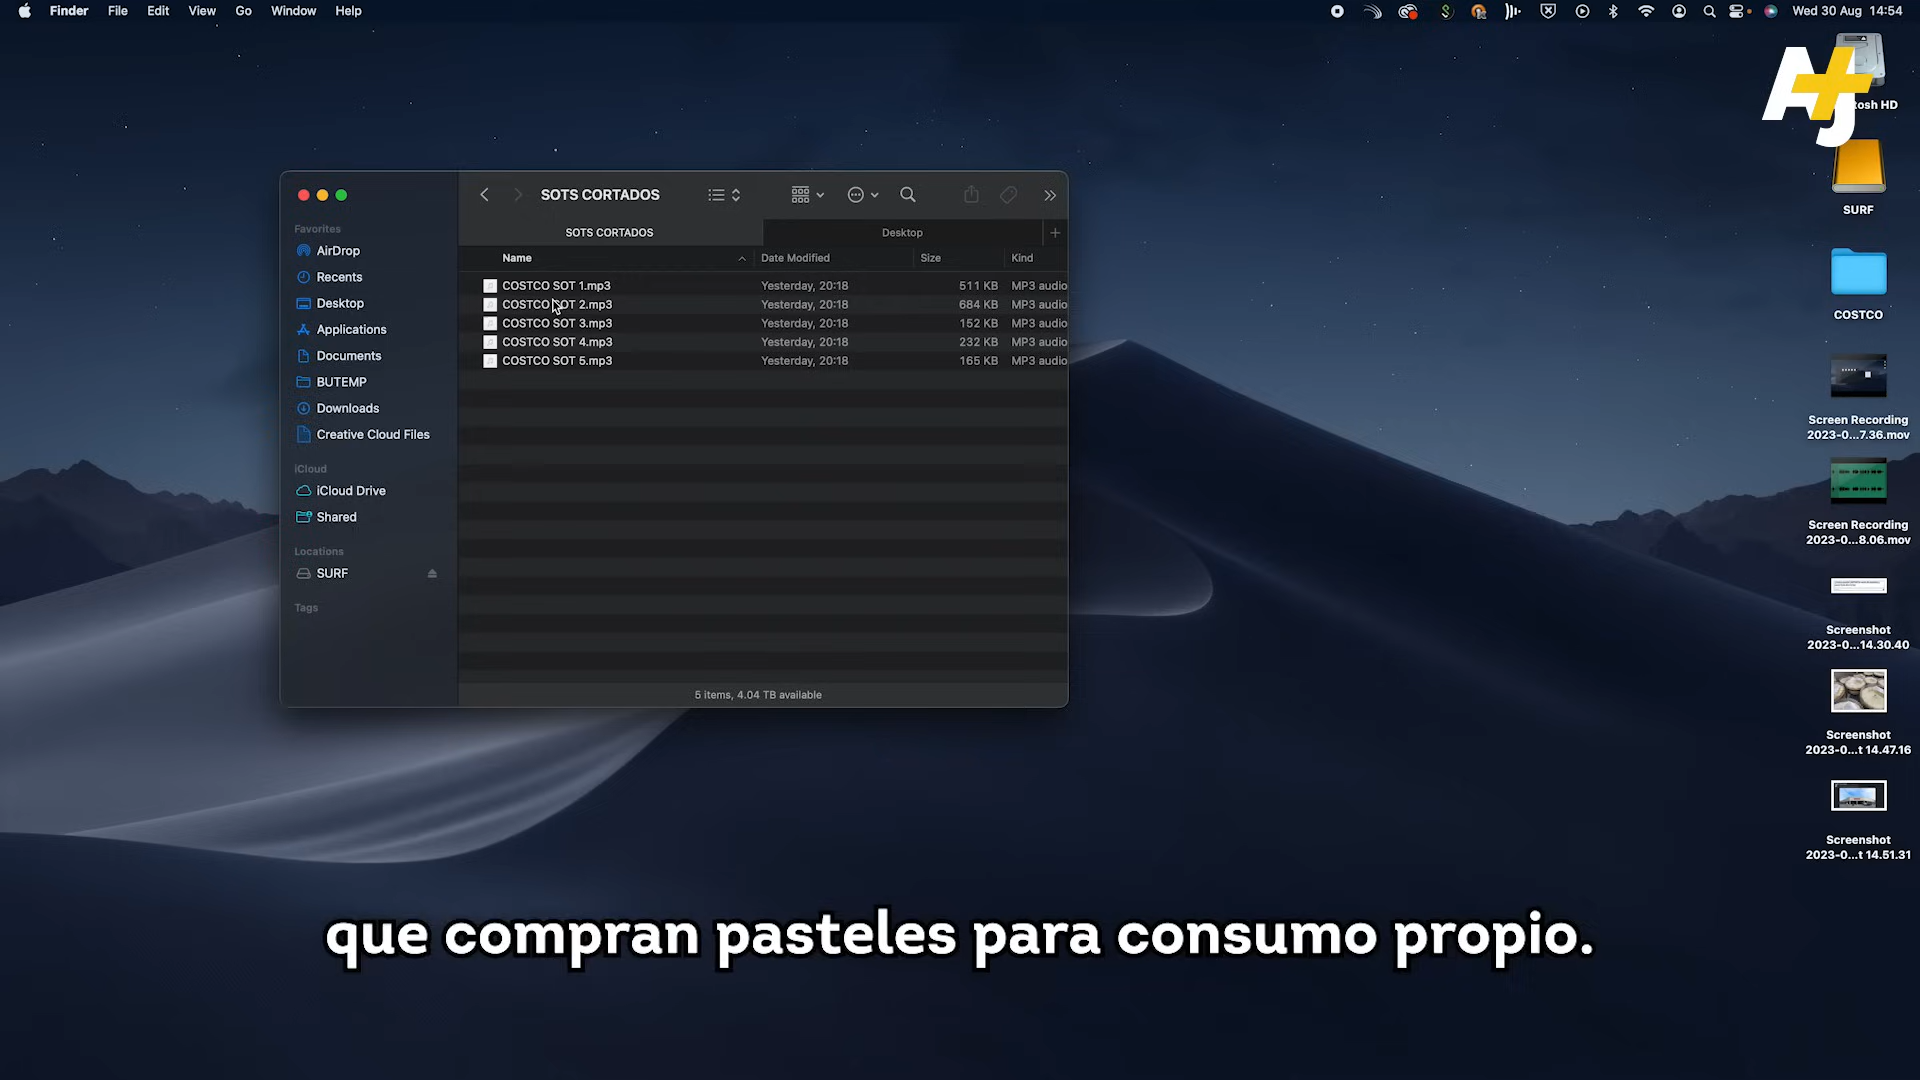 Finder File Edit View Go Window Help
Wed 30 Aug 14:54
AJ+
tosh HD
SURF
COSTCO
Screen Recording
2023-0...7.36.mov
Screen Recording
2023-0...8.06.mov
Screenshot
2023-0...14.30.40
Screenshot
2023-0...t 14.47.16
Screenshot
2023-0...t 14.51.31
SOTS CORTADOS
SOTS CORTADOS Desktop
Name Date Modified Size Kind
COSTCO SOT 1.mp3 Yesterday, 20:18 511 KB MP3 audio
COSTCO SOT 2.mp3 Yesterday, 20:18 684 KB MP3 audio
COSTCO SOT 3.mp3 Yesterday, 20:18 152 KB MP3 audio
COSTCO SOT 4.mp3 Yesterday, 20:18 232 KB MP3 audio
COSTCO SOT 5.mp3 Yesterday, 20:18 165 KB MP3 audio
5 items, 4.04 TB available
Favorites
AirDrop
Recents
Desktop
Applications
Documents
BUTEMP
Downloads
Creative Cloud Files
iCloud
iCloud Drive
Shared
Locations
SURF
Tags
que compran pasteles para consumo propio.